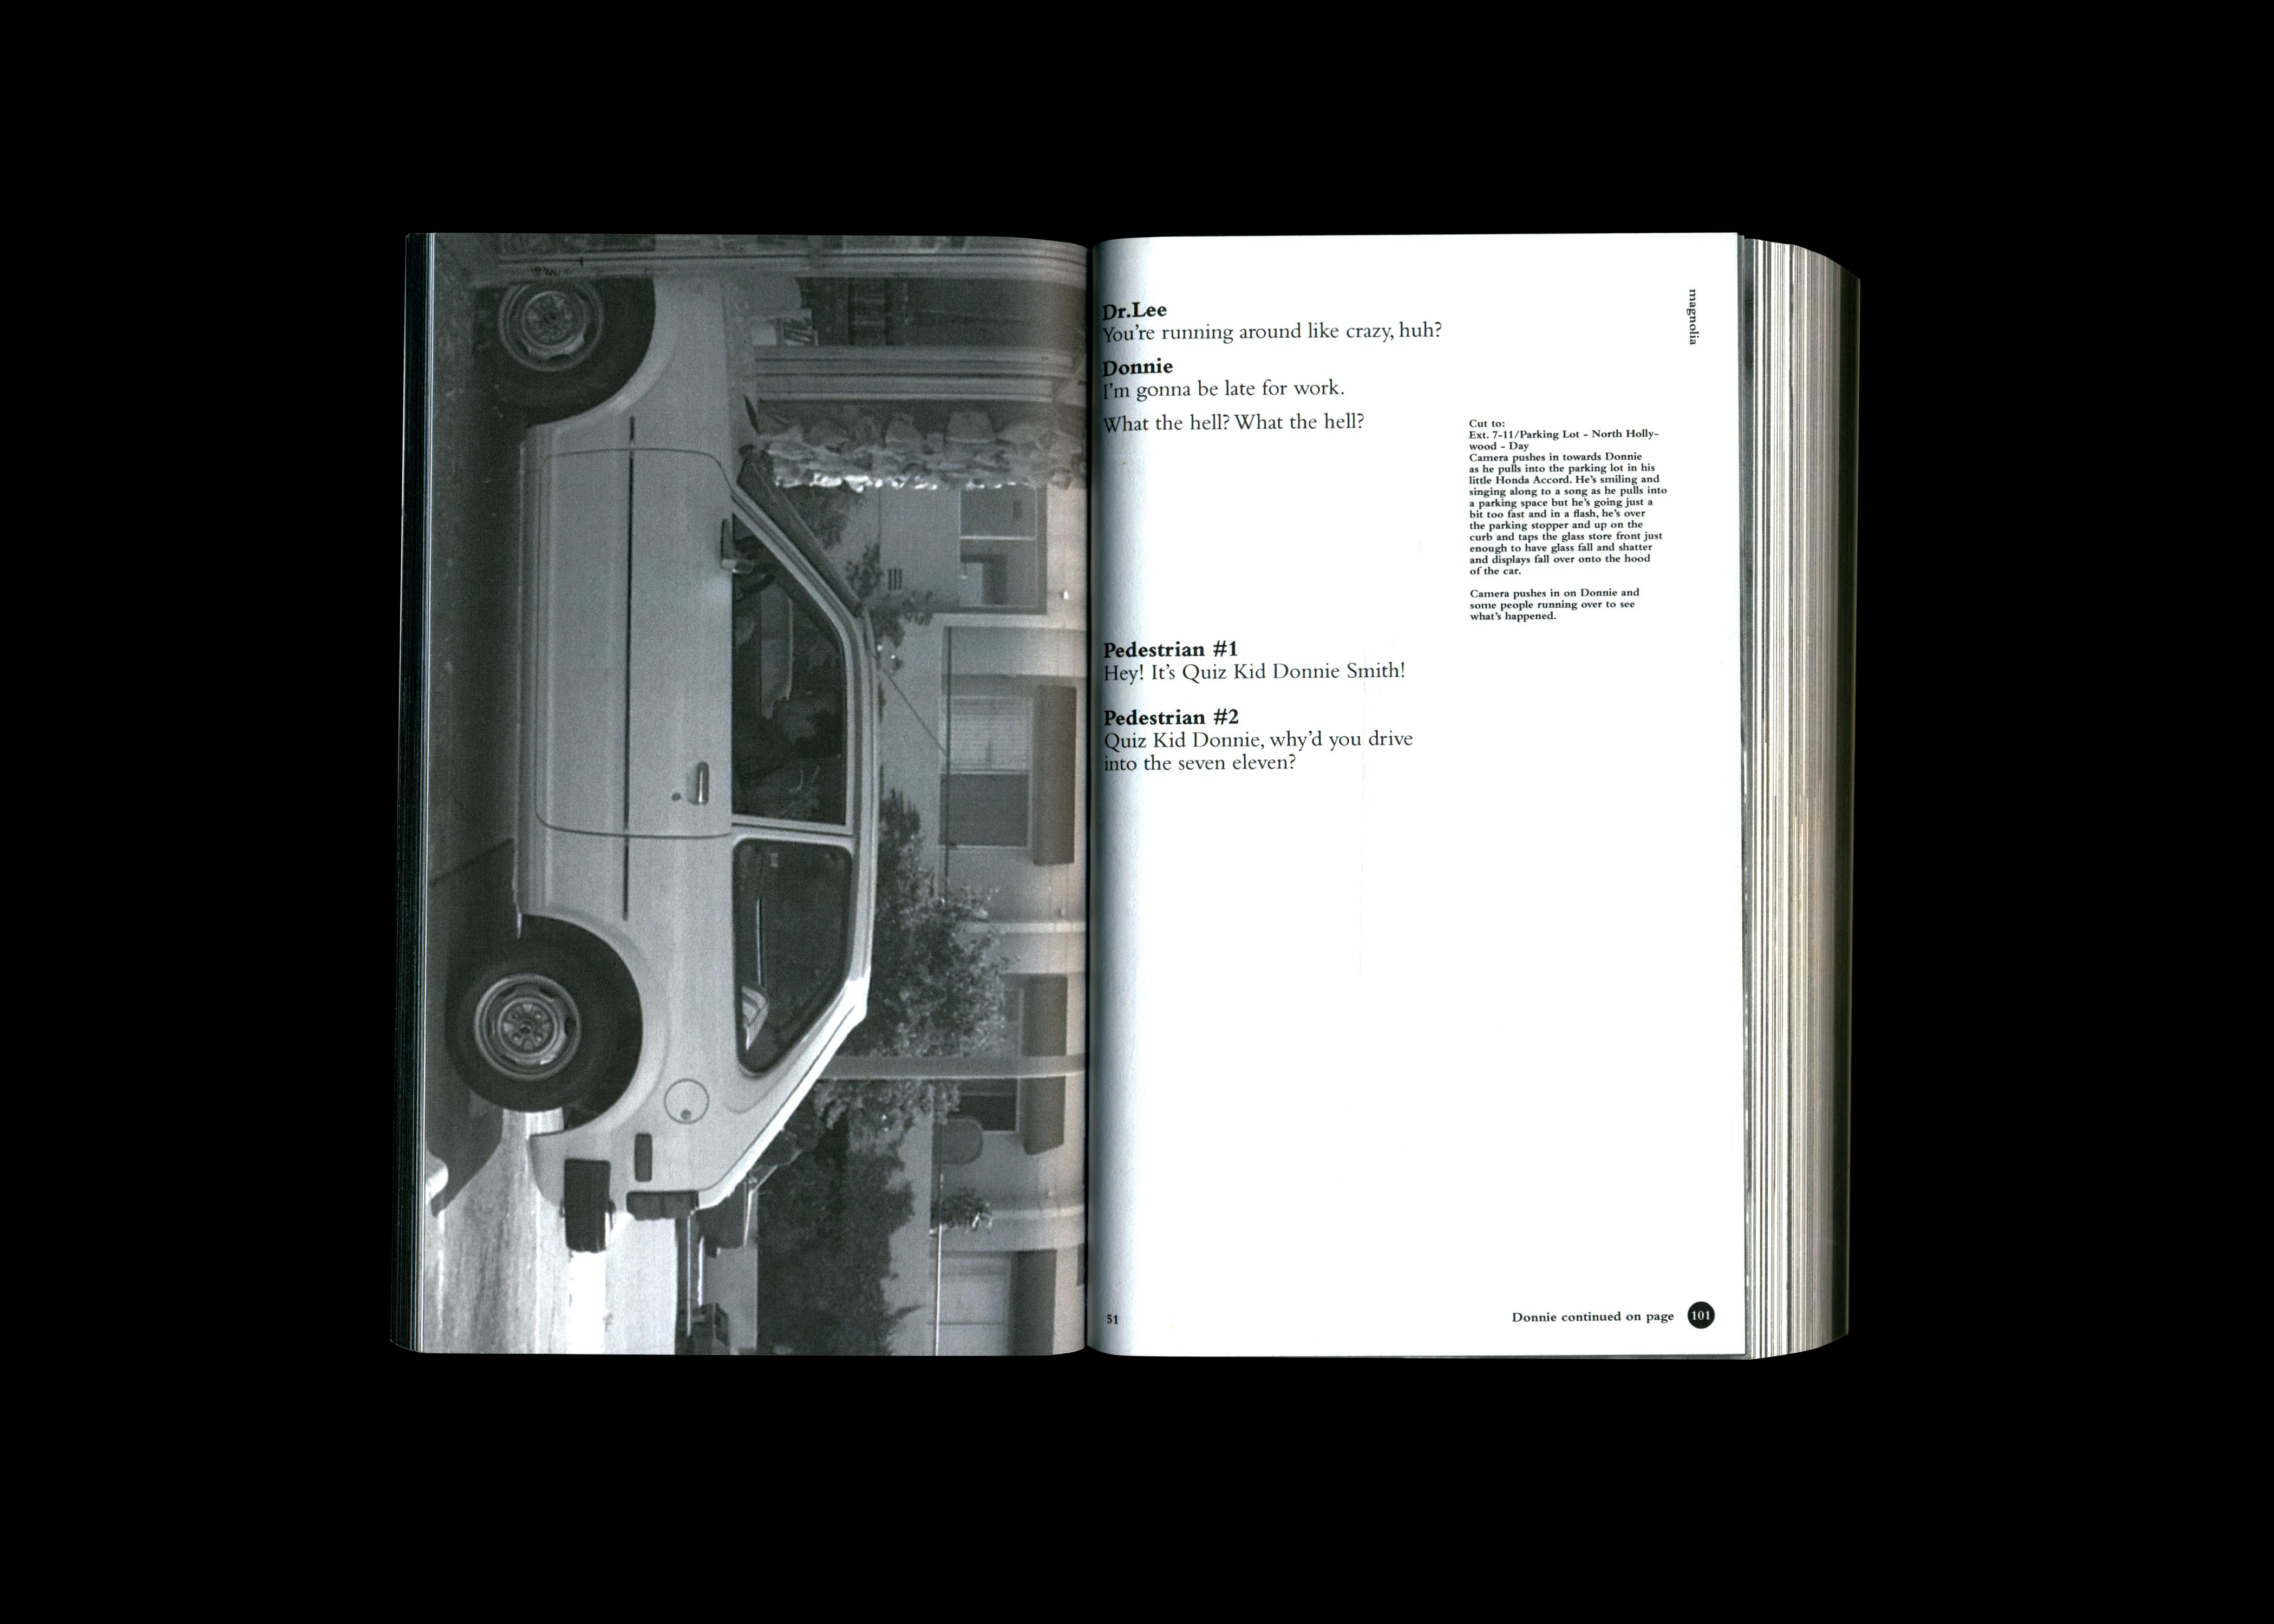 magnolia
Dr.Lee
You're running around like crazy, huh?
Donnie
I'm gonna be late for work.
What the hell? What the hell?
Cut to:
Ext. 7-11/Parking Lot - North Holly-
wood - Day
Camera pushes in towards Donnie
as he pulls into the parking lot in his
little Honda Accord. He's smiling and
singing along to a song as he pulls into
a parking space but he's going just a
bit too fast and in a flash, he's over
the parking stopper and up on the
curb and taps the glass store front just
enough to have glass fall and shatter
and displays fall over onto the hood
of the car.
Camera pushes in on Donnie and
some people running over to see
what's happened.
Pedestrian #1
Hey! It's Quiz Kid Donnie Smith!
Pedestrian #2
Quiz Kid Donnie, why'd you drive
into the seven eleven?
51
Donnie continued on page 101